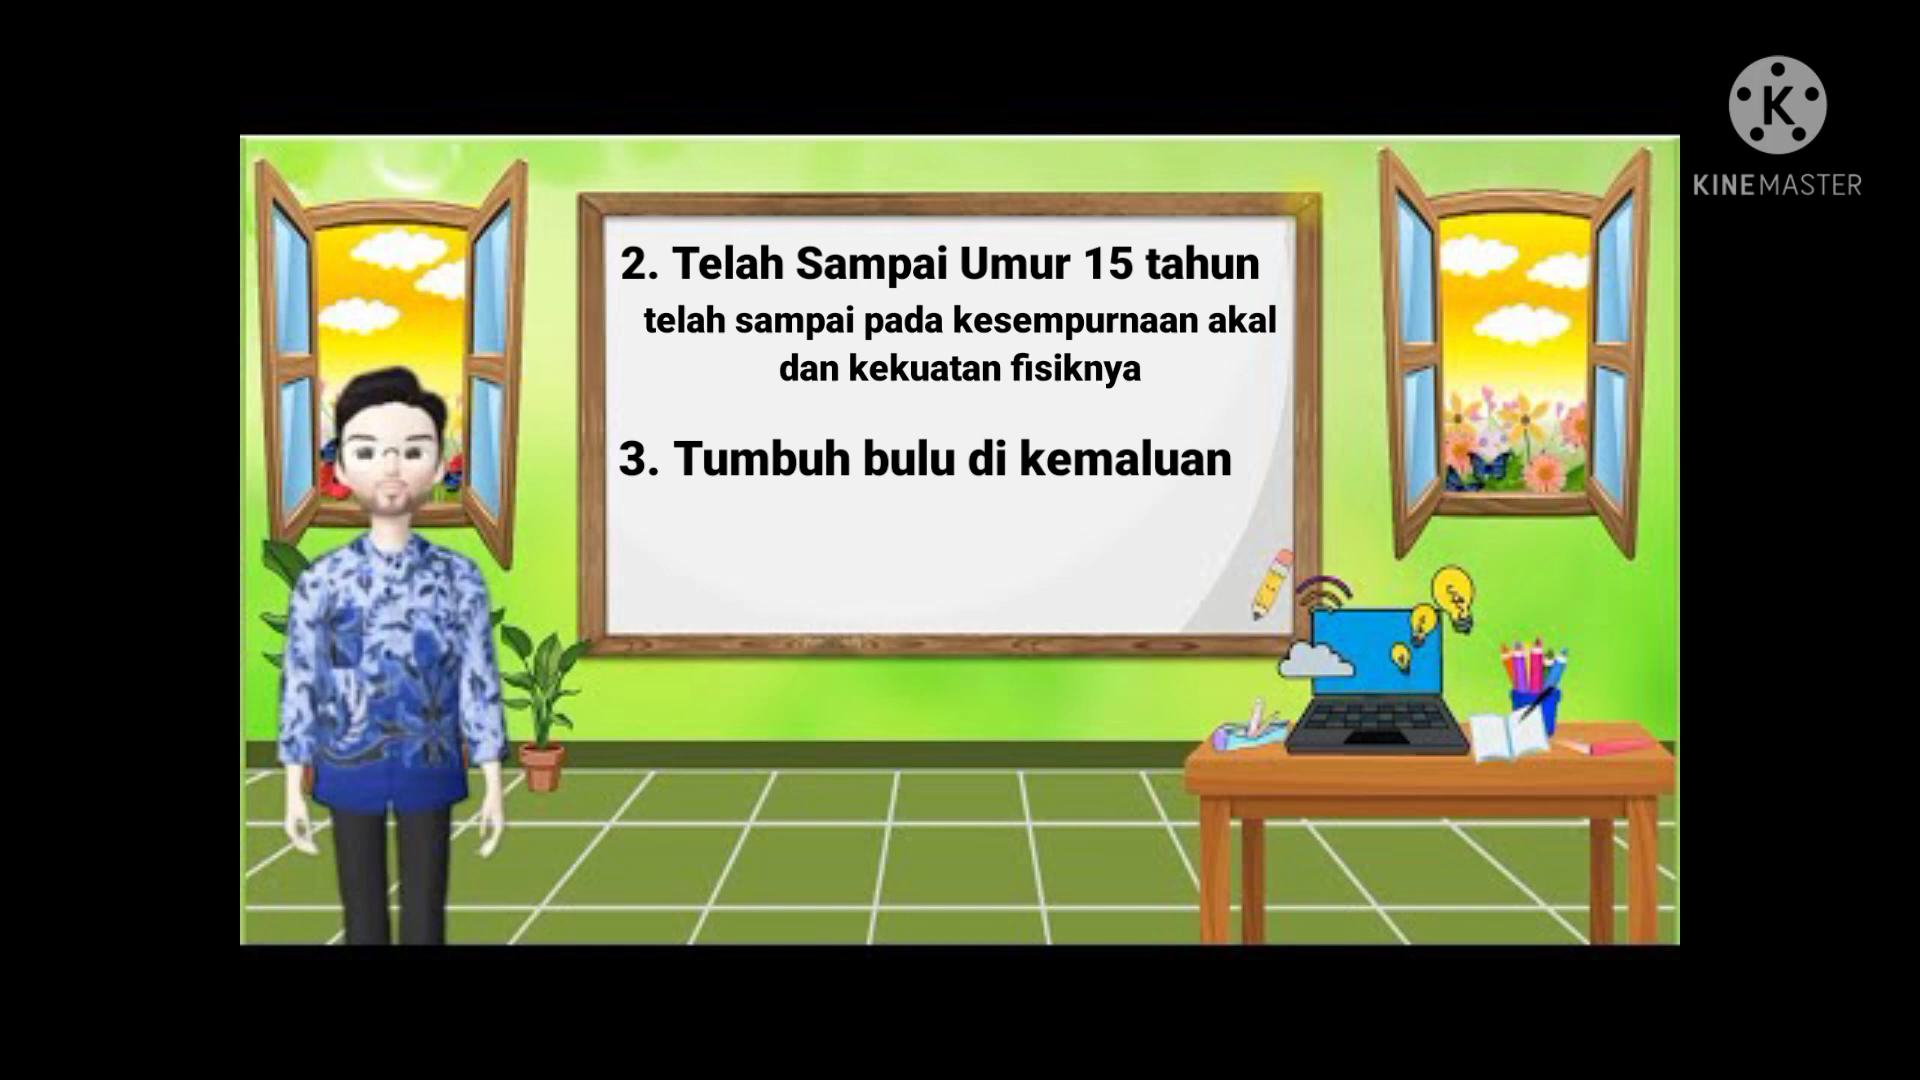 2. Telah Sampai Umur 15 tahun
telah sampai pada kesempurnaan akal
dan kekuatan fisiknya
3. Tumbuh bulu di kemaluan
K
KINEMASTER